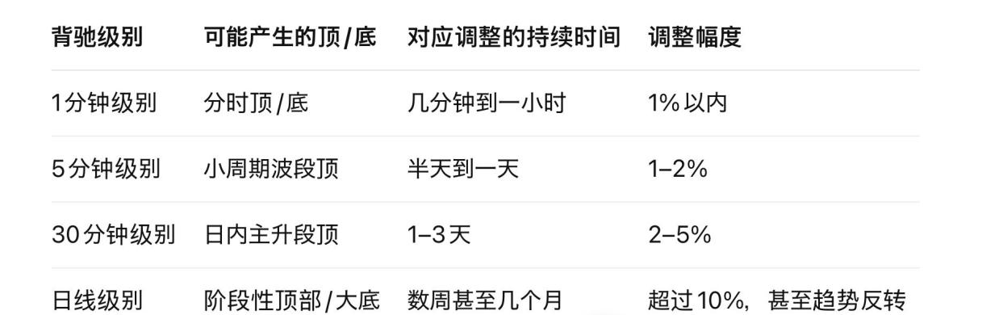 背驰级别 可能产生的顶/底 对应调整的持续时间 调整幅度
1分钟级别 分时顶/底 几分钟到一小时 1%以内
5分钟级别 小周期波段顶 半天到一天 1–2%
30分钟级别 日内主升段顶 1–3天 2–5%
日线级别 阶段性顶部/大底 数周甚至几个月 超过10%，甚至趋势反转